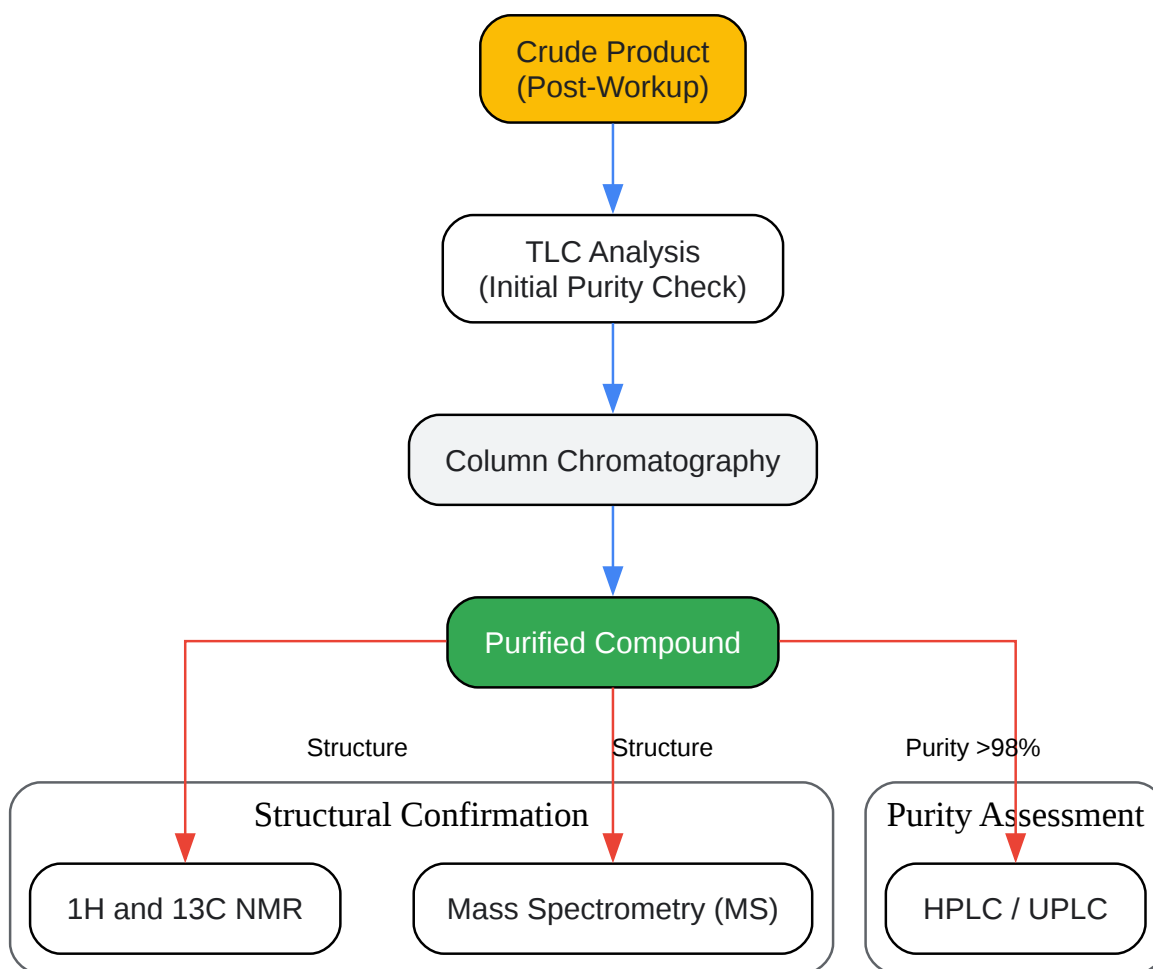 Crude Product
(Post-Workup)
TLC Analysis
(Initial Purity Check)
Column Chromatography
Purified Compound
Structure
Structure
Purity >98%
Structural Confirmation
Purity Assessment
1H and 13C NMR
Mass Spectrometry (MS)
HPLC / UPLC